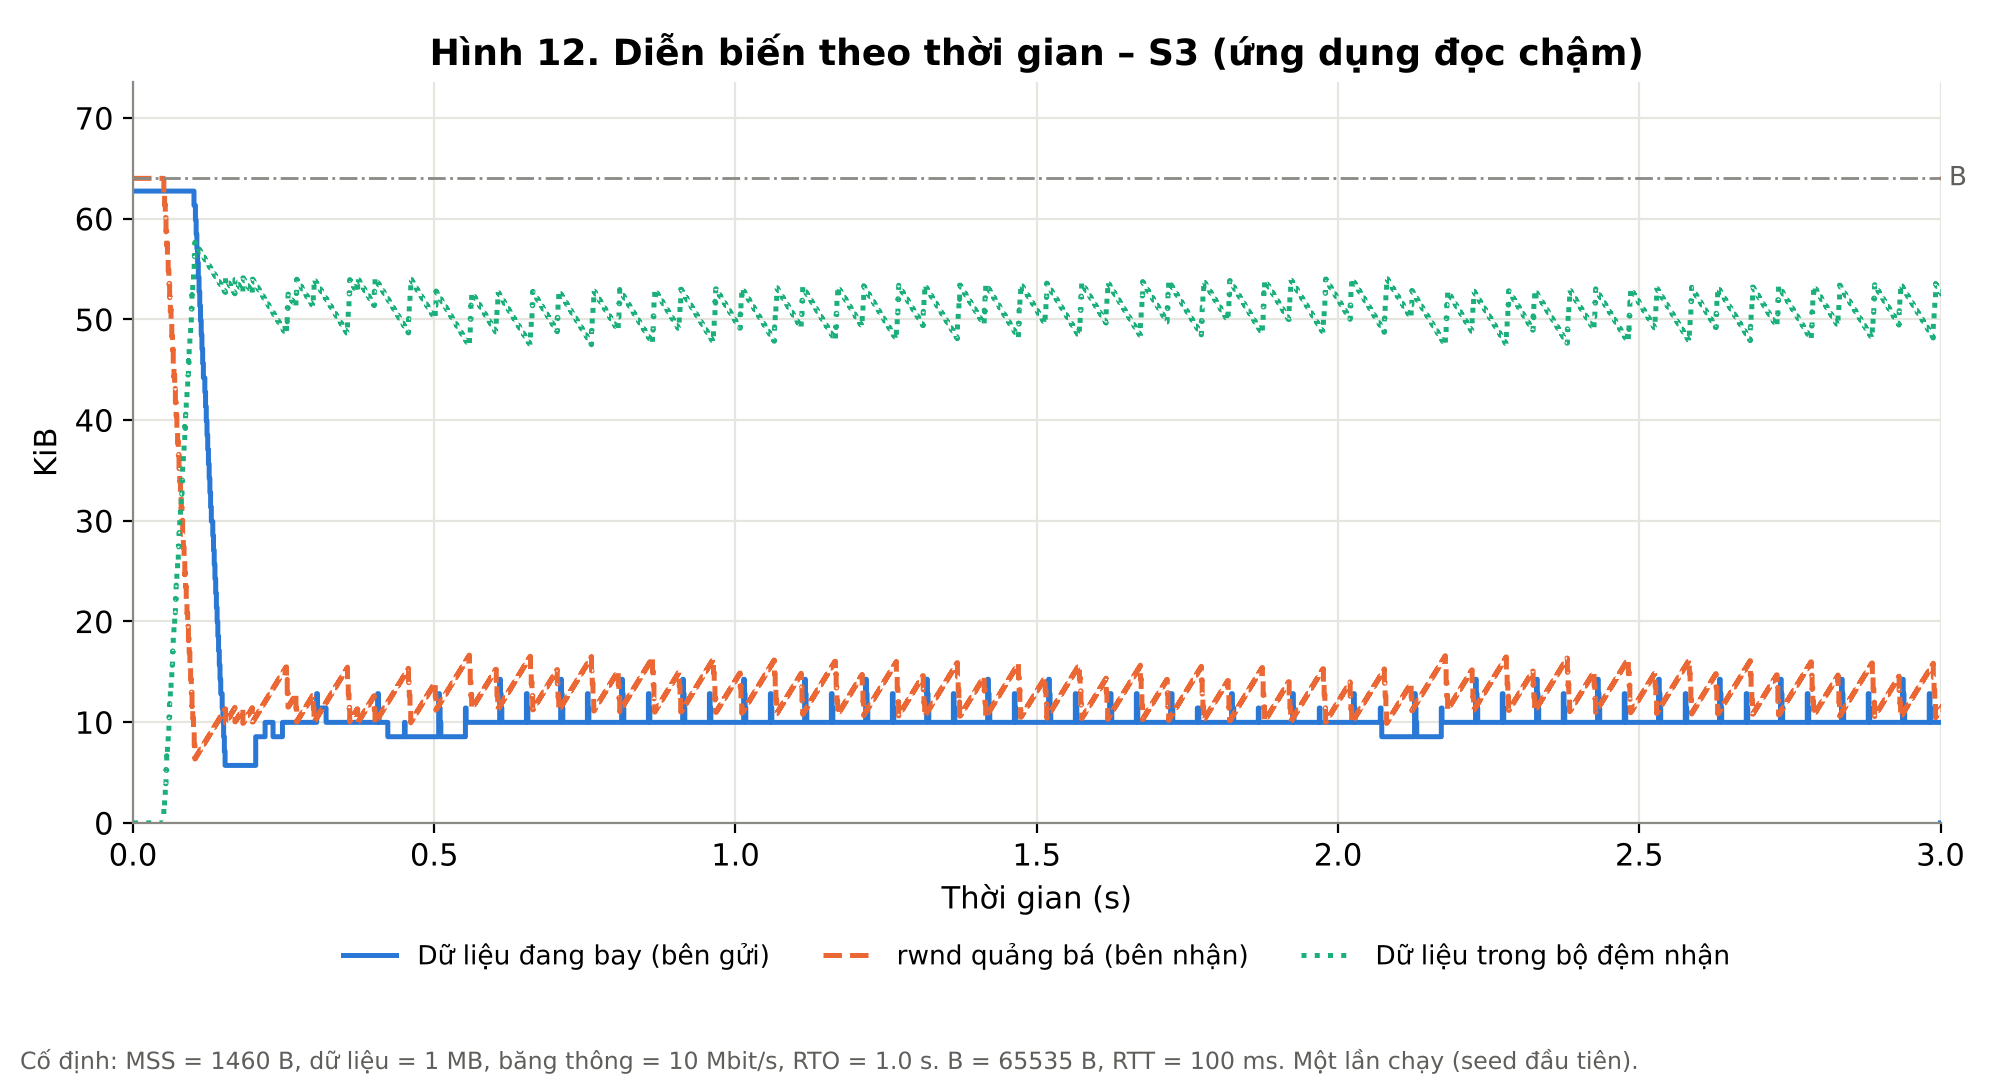 Hình 12. Diễn biến theo thời gian – S3 (ứng dụng đọc chậm)
70
60
50
40
30
20
10
0
KiB
B
0.0 0.5 1.0 1.5 2.0 2.5 3.0
Thời gian (s)
Dữ liệu đang bay (bên gửi) rwnd quảng bá (bên nhận) Dữ liệu trong bộ đệm nhận
Cố định: MSS = 1460 B, dữ liệu = 1 MB, băng thông = 10 Mbit/s, RTO = 1.0 s. B = 65535 B, RTT = 100 ms. Một lần chạy (seed đầu tiên).